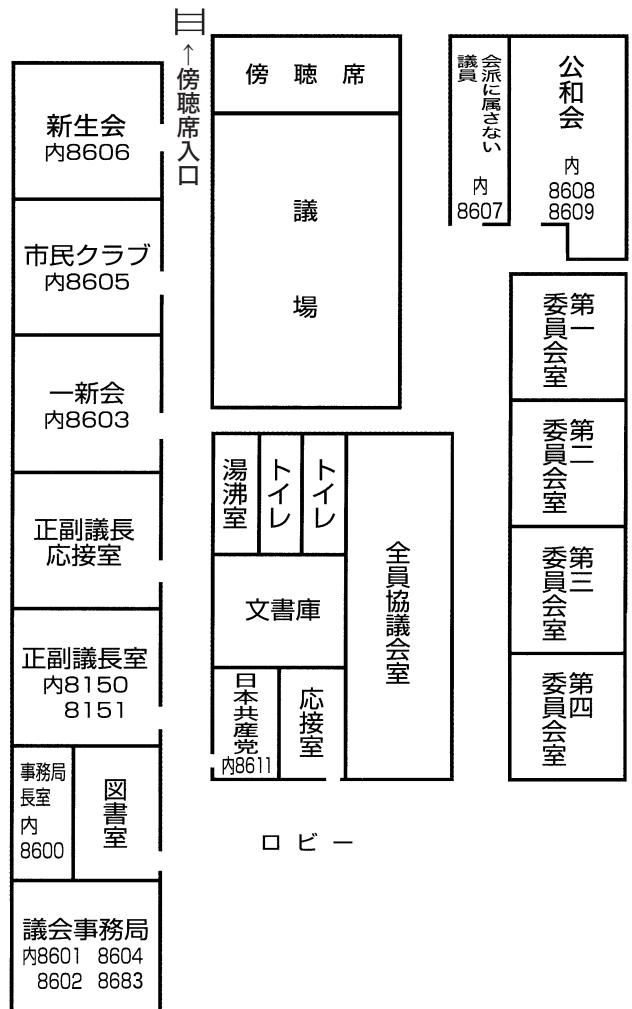 ↑傍聴席入口
新生会
内8606
市民クラブ
内8605
一新会
内8603
正副議長
応接室
正副議長室
内8150
8151
事務局
長室
内
8600
図書室
議会事務局
内8601 8604
8602 8683
傍聴席
議場
湯沸室
トイレ
トイレ
文書庫
日本共産党
内8611
応接室
全員協議会室
ロビー
会派に属さない
議員
内
8607
公和会
内
8608
8609
第一
委員会室
第二
委員会室
第三
委員会室
第四
委員会室